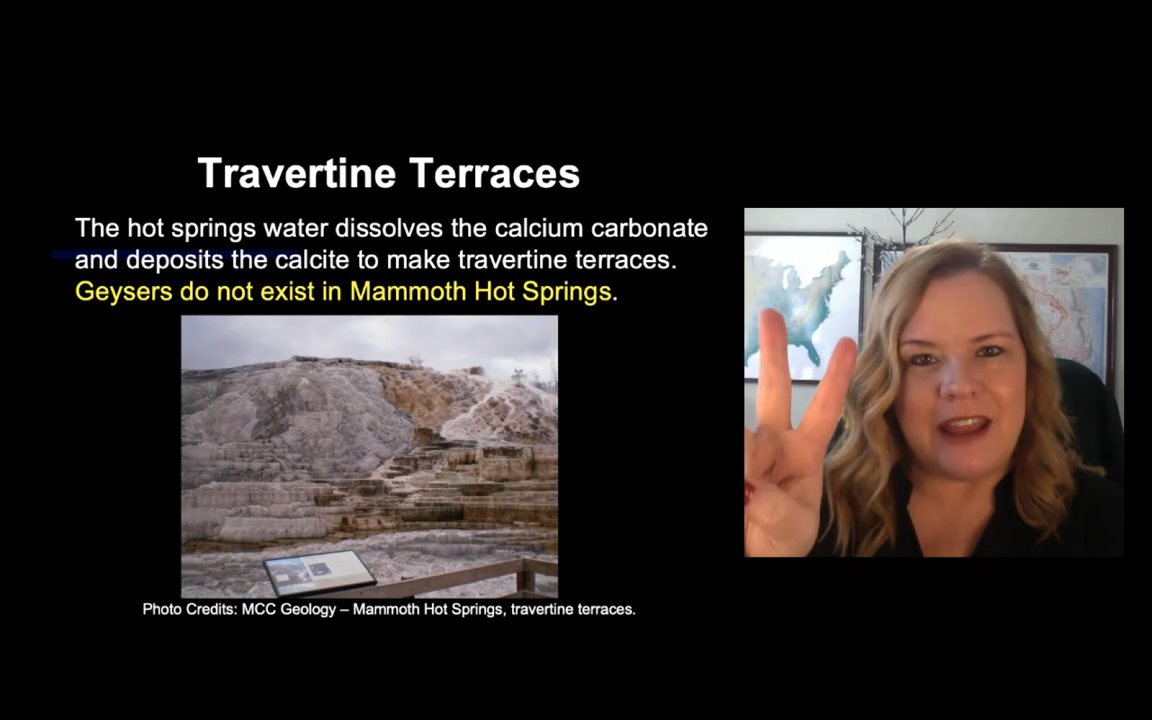 Travertine Terraces
The hot springs water dissolves the calcium carbonate
and deposits the calcite to make travertine terraces.
Geysers do not exist in Mammoth Hot Springs.
Photo Credits: MCC Geology – Mammoth Hot Springs, travertine terraces.